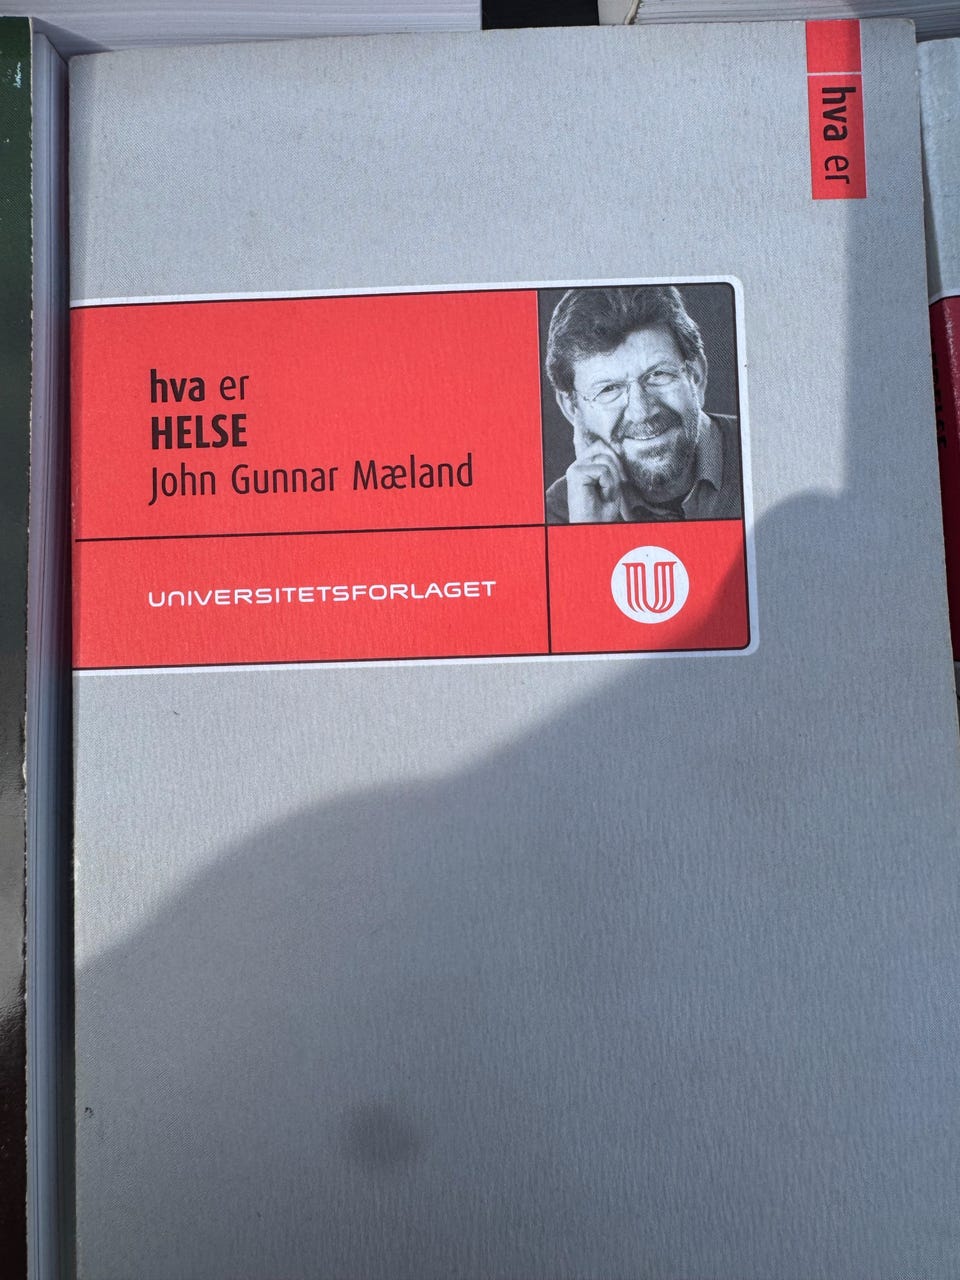 hva er
hva er
HELSE
John Gunnar Mæland
UNIVERSITETSFORLAGET
U